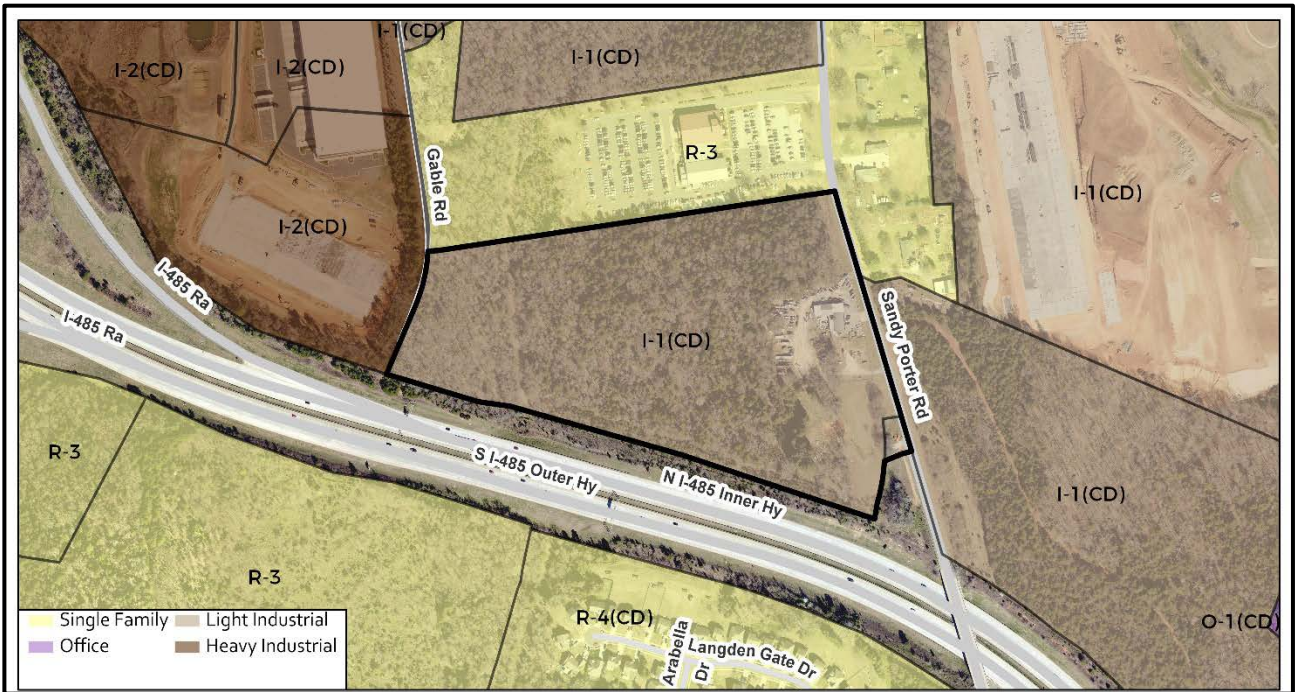 I-1(CD)
I-2(CD)
I-2(CD)
I-1(CD)
R-3
Gable Rd
I-1(CD)
I-2(CD)
I-485 Ra
I-485 Ra
I-1(CD)
Sandy Porter Rd
R-3
S I-485 Outer Hy
N I-485 Inner Hy
I-1(CD)
R-3
R-4(CD)
O-1(CD)
Arabella
Dr
Langden Gate Dr
Single Family
Light Industrial
Office
Heavy Industrial